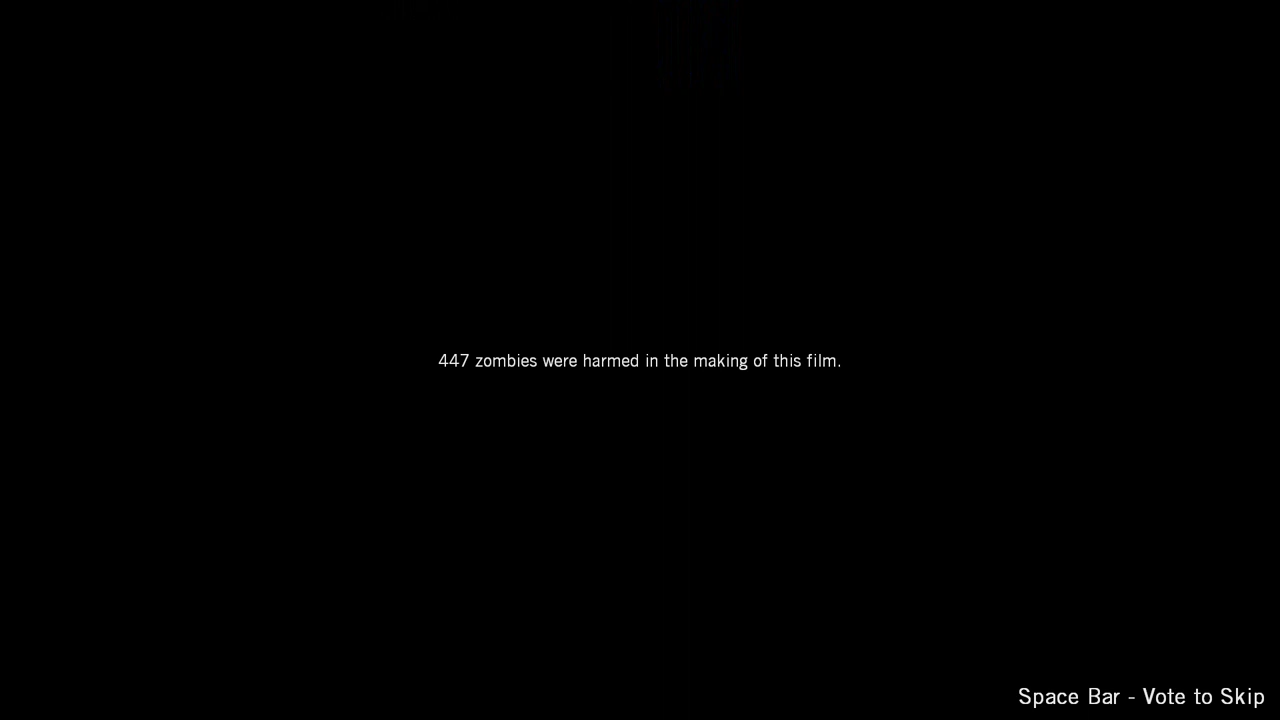 447 zombies were harmed in the making of this film.
Space Bar - Vote to Skip